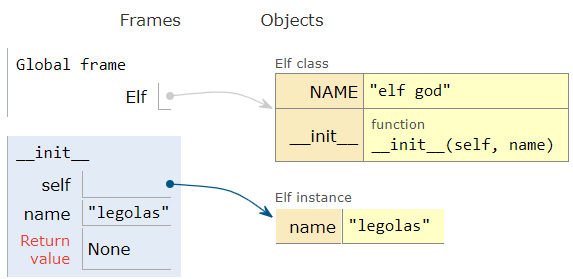 Frames Objects
Global frame
Elf
Elf class
NAME "elf god"
__init__ function
__init__(self, name)
__init__
self
name "legolas"
Return
value None
Elf instance
name "legolas"